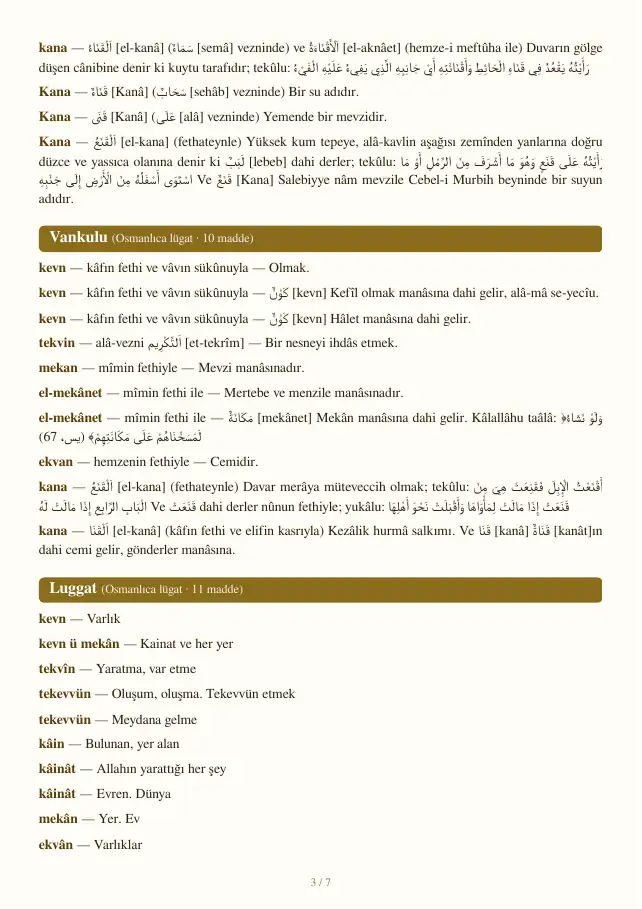 kana — اَلْقَنَاءُ [el-kanâ] (سَمَاءٌ [semâ] vezninde) ve اَلْأَقْنَاءَةُ [el-aknâet] (hemze-i meftûha ile) Duvarın gölge
düşen cânibine denir ki kuytu tarafıdır; tekûlu: رَأَيْتُهُ يَقْعُدُ فِي قَنَاءِ الْحَائِطِ وَأَقْنَائَتِهِ أَيْ جَانِبِهِ الَّذِي يَفِيءُ عَلَيْهِ الْفَيْءُ
Kana — قَنَاءٌ [Kanâ] (سَحَابٌ [sehâb] vezninde) Bir su adıdır.
Kana — قَنَى [Kanâ] (عَلَى [alâ] vezninde) Yemende bir mevzidir.
Kana — اَلْقَنَعُ [el-kana] (fethateynle) Yüksek kum tepeye, alâ-kavlin aşağısı zemînden yanlarına doğru
düzce ve yassıca olanına denir ki لَبَبٌ [lebeb] dahi derler; tekûlu: رَأَيْتُهُ عَلَى قَنَعٍ وَهُوَ مَا أَشْرَفَ مِنَ الرَّمْلِ أَوْ مَا
اسْتَوَى أَسْفَلُهُ مِنَ الْأَرْضِ إِلَى جَنْبِهِ Ve قَنَعٌ [Kana] Salebiyye nâm mevzile Cebel-i Murbih beyninde bir suyun
adıdır.
Vankulu (Osmanlıca lügat · 10 madde)
kevn — kâfın fethi ve vâvın sükûnuyla — Olmak.
kevn — kâfın fethi ve vâvın sükûnuyla — كَوْنٌ [kevn] Kefîl olmak manâsına dahi gelir, alâ-mâ se-yecîu.
kevn — kâfın fethi ve vâvın sükûnuyla — كَوْنٌ [kevn] Hâlet manâsına dahi gelir.
tekvin — alâ-vezni اَلتَّكْرِيم [et-tekrîm] — Bir nesneyi ihdâs etmek.
mekan — mîmin fethiyle — Mevzi manâsınadır.
el-mekânet — mîmin fethi ile — Mertebe ve menzile manâsınadır.
el-mekânet — mîmin fethi ile — مَكَانَةٌ [mekânet] Mekân manâsına dahi gelir. Kâlallâhu taâlâ: ﴿وَلَوْ نَشَاءُ
لَمَسَخْنَاهُمْ عَلَى مَكَانَتِهِمْ﴾ (يس، 67)
ekvan — hemzenin fethiyle — Cemidir.
kana — اَلْقَنَعُ [el-kana] (fethateynle) Davar merâya müteveccih olmak; tekûlu: أَقْنَعْتُ الْإِبِلَ فَقَنِعَتْ هِيَ مِنَ
الْبَابِ الرَّابِعِ إِذَا مَالَتْ لَهُ Ve قَنَعَتْ dahi derler nûnun fethiyle; yukâlu: قَنَعَتْ إِذَا مَالَتْ لِمَأْوَاهَا وَأَقْبَلَتْ نَحْوَ أَهْلِهَا
kana — اَلْقَنَا [el-kanâ] (kâfın fethi ve elifin kasrıyla) Kezâlik hurmâ salkımı. Ve قَنَا [kanâ] قَنَاةٌ [kanât]ın
dahi cemi gelir, gönderler manâsına.
Luggat (Osmanlıca lügat · 11 madde)
kevn — Varlık
kevn ü mekân — Kainat ve her yer
tekvîn — Yaratma, var etme
tekevvün — Oluşum, oluşma. Tekevvün etmek
tekevvün — Meydana gelme
kâin — Bulunan, yer alan
kâinât — Allahın yarattığı her şey
kâinât — Evren. Dünya
mekân — Yer. Ev
ekvân — Varlıklar
3 / 7